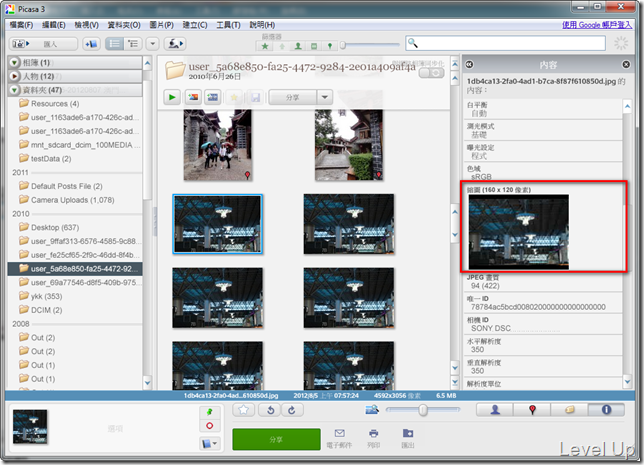 Picasa 3
檔案(F) 編輯(E) 檢視(V) 資料夾(O) 圖片(P) 建立(C) 工具(T) 說明(H)
使用 Google 帳戶登入
匯入
篩選器
相簿 (1)
人物 (12)
資料夾 (47)
Resources (4)
user_1163ade6-a170-426c-ad...
user_1163ade6-a170-426c-ad...
mnt_sdcard_dcim_100MEDIA
testData (2)
2011
Default Posts File (2)
Camera Uploads (1,078)
2010
Desktop (637)
user_9ffaf313-6576-4585-9c88...
user_1e25cf65-2f9c-46dd-8f4b...
user_5a68e850-fa25-4472-92...
user_69a77546-d8f5-409b-975...
ykk (353)
DCIM (2)
2008
Out (2)
Out (2)
Out (1)
Out (1)
user_5a68e850-fa25-4472-9284-2e01a409af4a
2010年6月26日
分享
內容
1db4ca13-2fa0-4ad1-b7ca-8f87f610850d.jpg 的
內容：
白平衡
自動
測光模式
基礎
曝光設定
程式
色域
sRGB
縮圖 (160 x 120 像素)
JPEG 畫質
94 (422)
唯一 ID
78784ac5bcd008020000000000000000
相機 ID
SONY DSC
水平解析度
350
垂直解析度
350
解析度單位
1db4ca13-2fa0-4ad...610850d.jpg 2012/8/5 上午 07:57:24 4592x3056 像素 6.5 MB
選項
分享
電子郵件
列印
匯出
Level Up